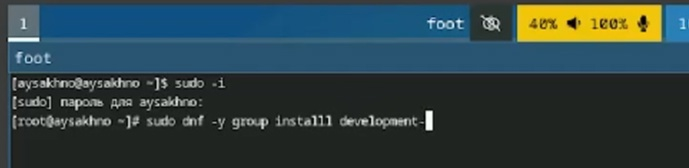 1 foot 40% 100% 1
foot
[aysakhno@aysakhno ~]$ sudo -i
[sudo] пароль для aysakhno:
[root@aysakhno ~]# sudo dnf -y group installl development-